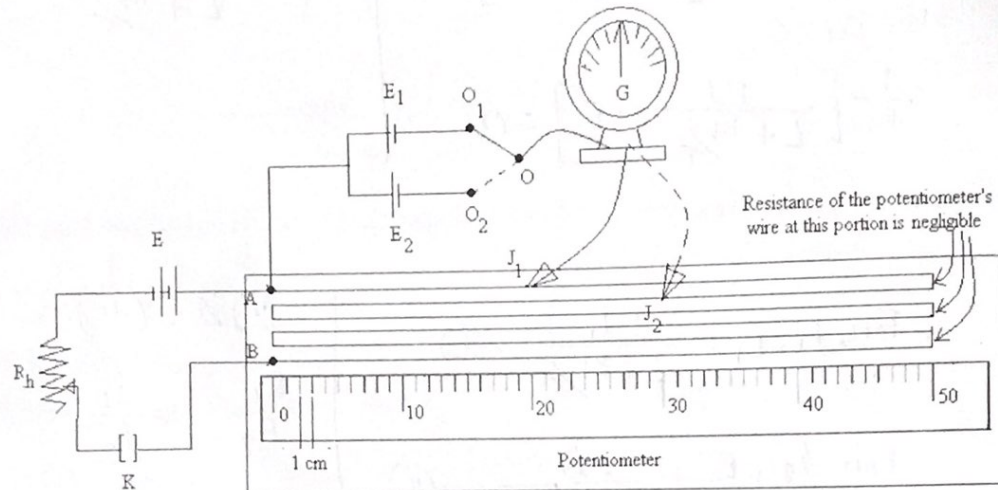 G
E₁
O₁
O
E₂
O₂
Resistance of the potentiometer's
wire at this portion is negligible
E
J₁
A
J₂
B
Rh
0 10 20 30 40 50
1 cm
Potentiometer
K